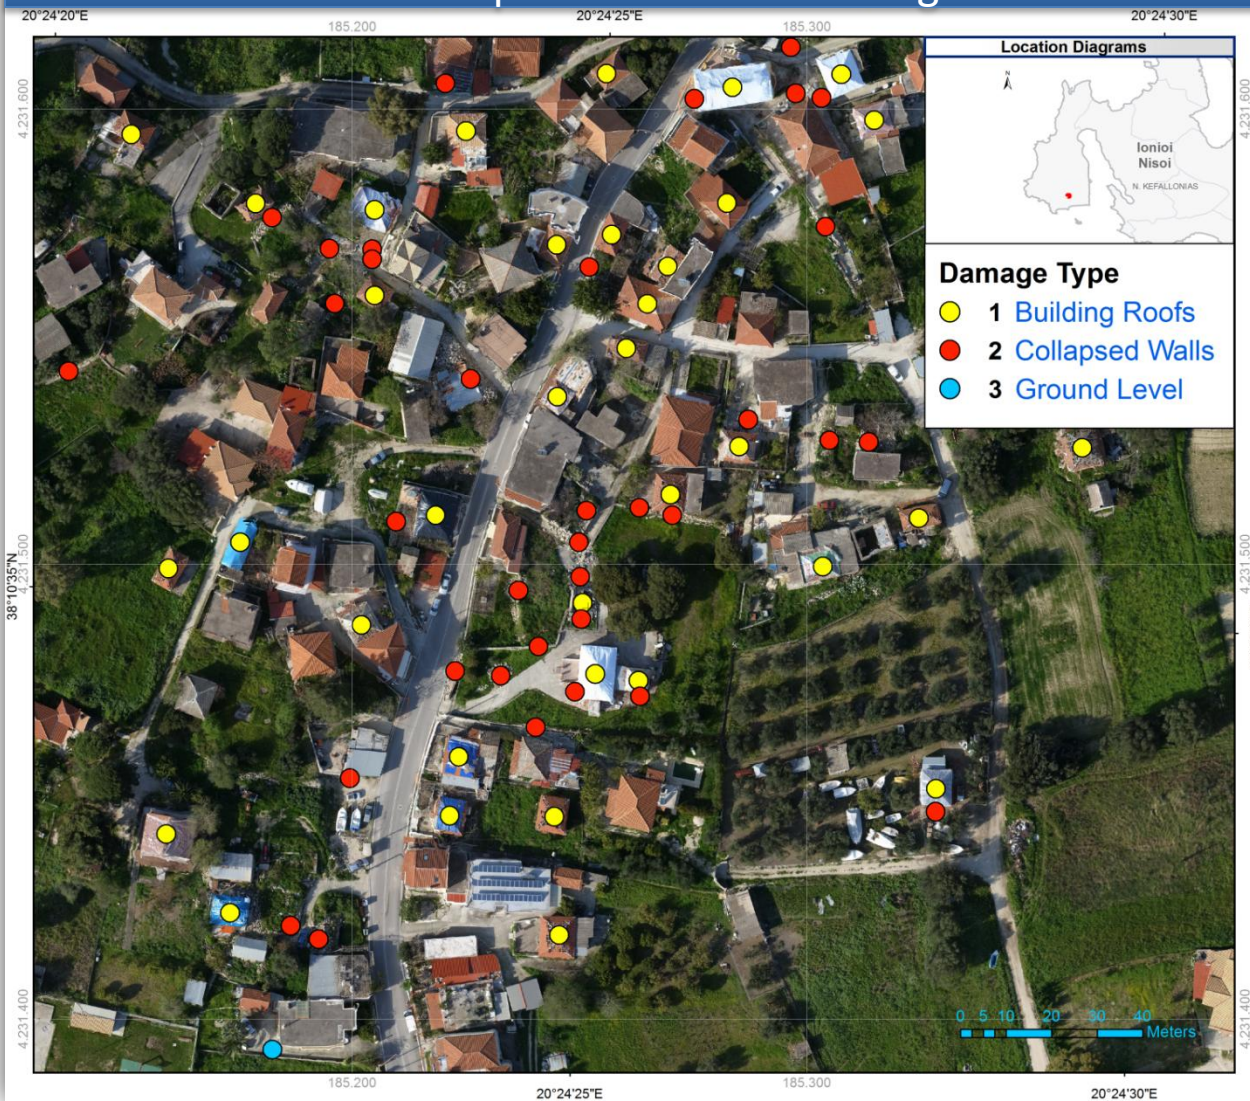 20°24'20"E 20°24'25"E 20°24'30"E
185.200 185.300
Location Diagrams
N
Ionioi
Nisoi
N. KEFALLONIAS
4.231.600 4.231.600
Damage Type
1 Building Roofs
2 Collapsed Walls
3 Ground Level
38°10'35"N
4.231.500 4.231.500
4.231.400 4.231.400
0 5 10 20 30 40
Meters
185.200 185.300
20°24'25"E 20°24'30"E